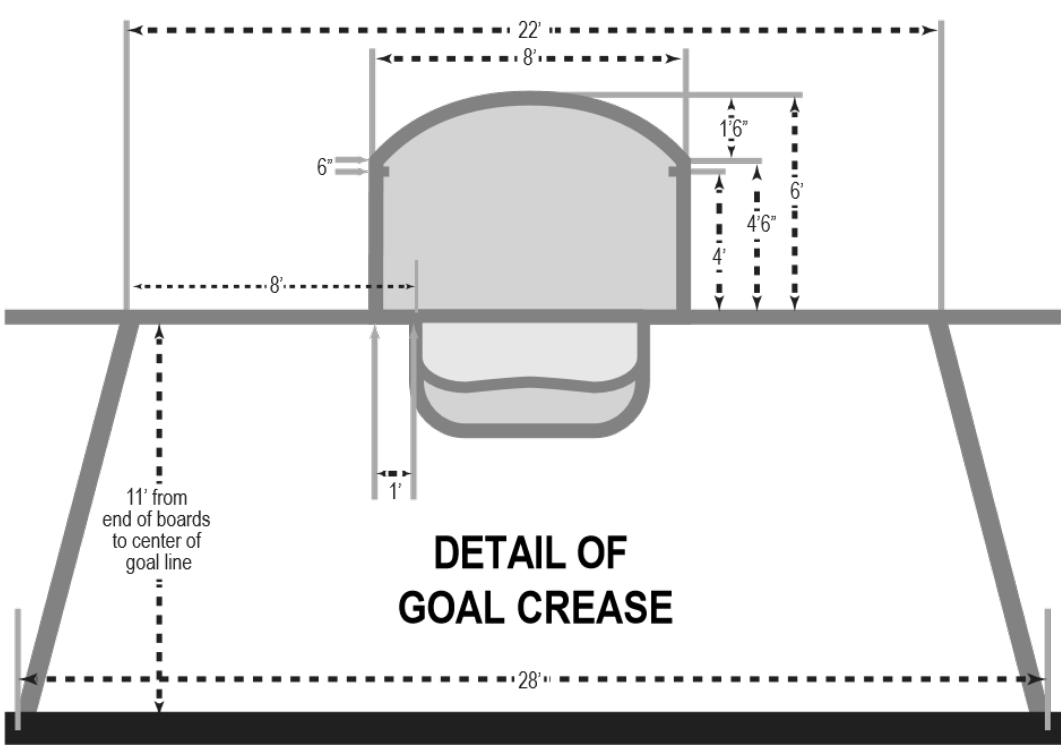 22’
8’
1’6”
6”
6’
4’6”
4’
8’
1’
11’ from
end of boards
to center of
goal line
DETAIL OF
GOAL CREASE
28’